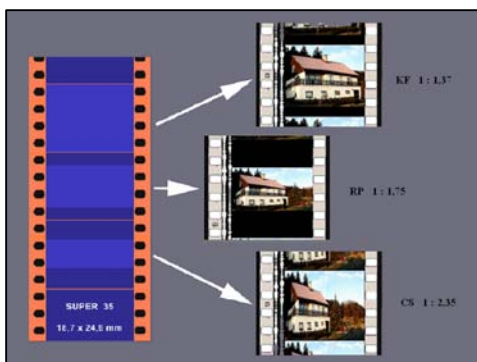 KF 1 : 1,37
RP 1 : 1,75
CS 1 : 2,35
SUPER 35
18,7 x 24,9 mm